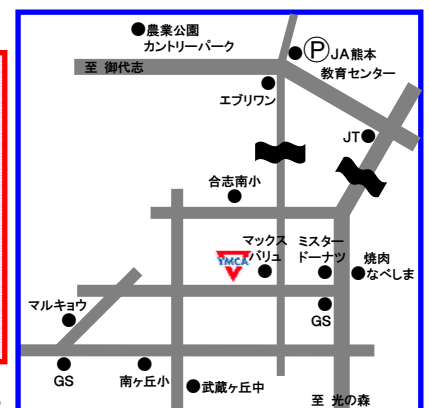 農業公園
カントリーパーク
P
JA熊本
教育センター
至 御代志
エブリワン
JT
合志南小
マックス
バリュ
ミスター
ドーナツ
YMCA
焼肉
なべしま
マルキョウ
GS
GS
南ヶ丘小
武蔵ヶ丘中
至 光の森